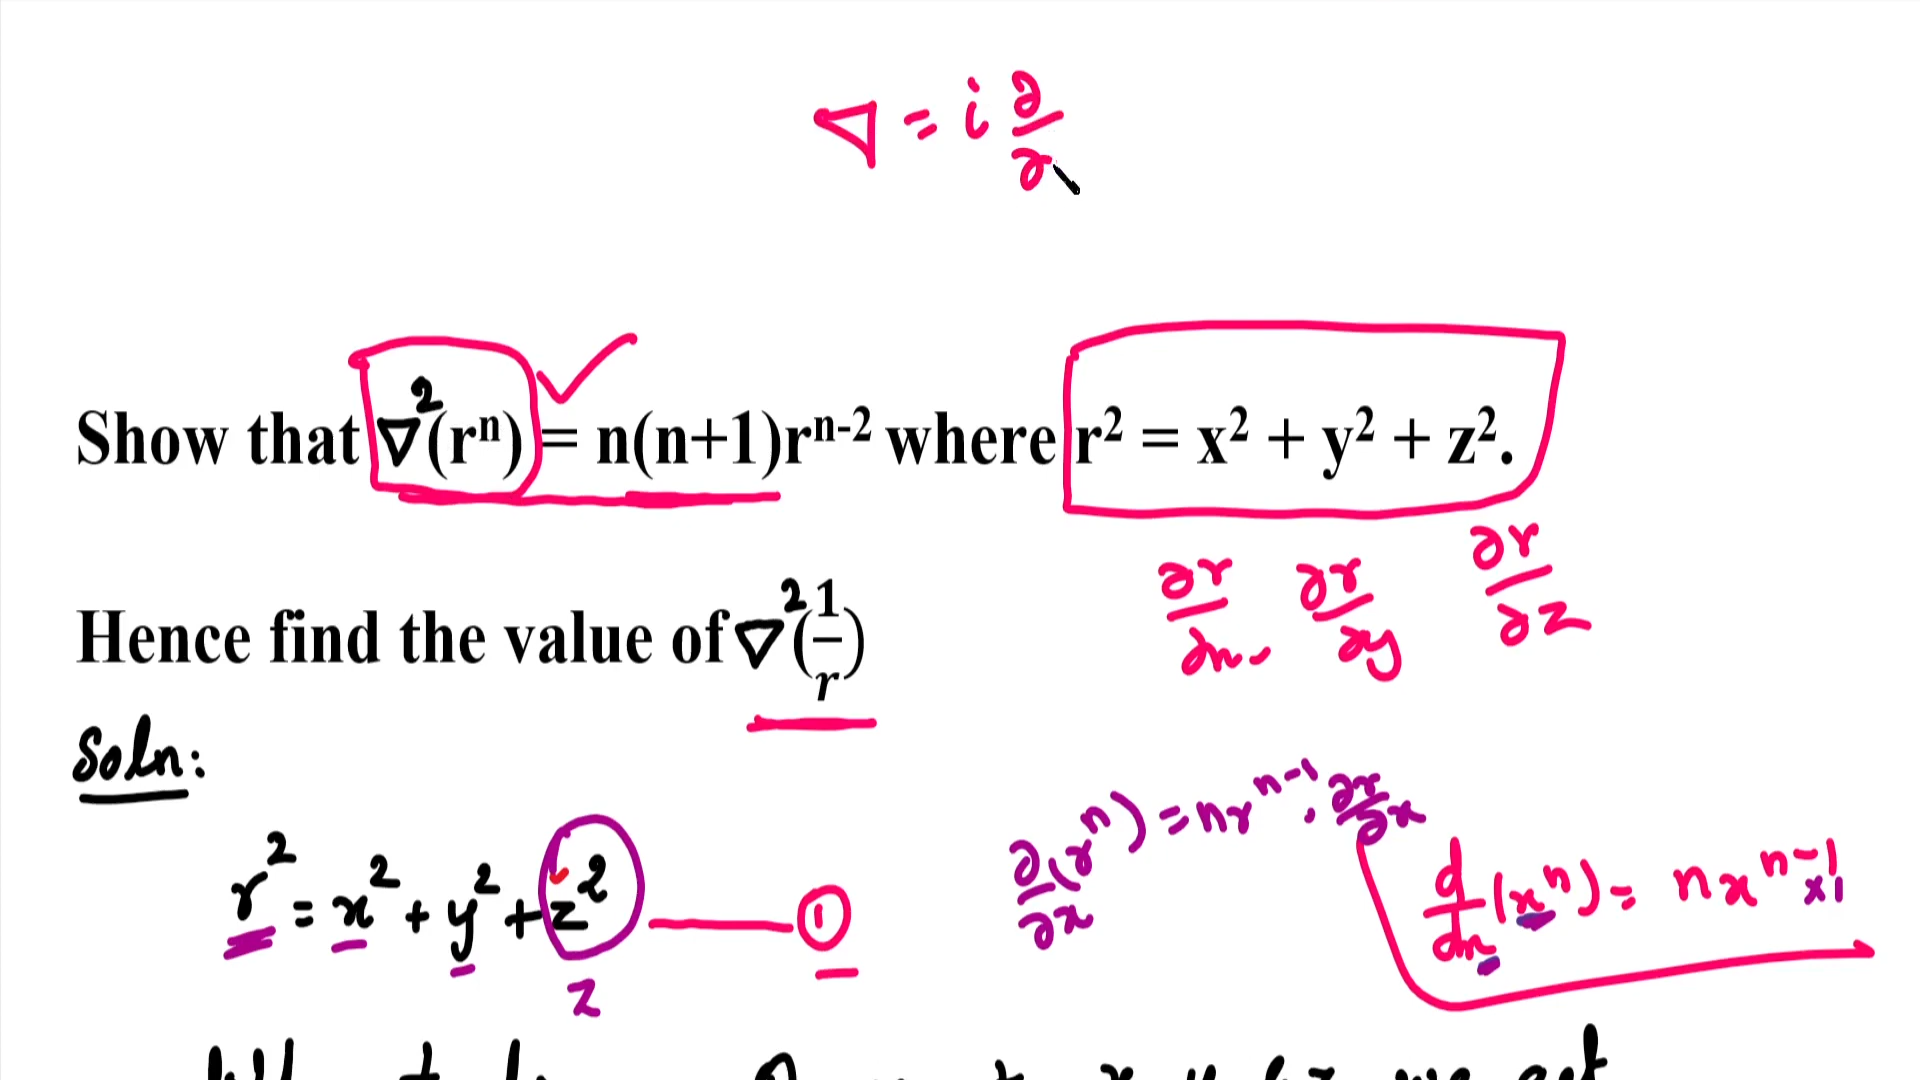 ∇ = i ∂/∂
Show that ∇²(rⁿ) = n(n+1)rⁿ⁻² where r² = x² + y² + z².
∂r/∂x ∂r/∂y ∂r/∂z
Hence find the value of ∇²(1/r)
Soln:
∂/∂x (rⁿ) = nrⁿ⁻¹ · ∂r/∂x
r² = x² + y² + z² —— ①
d/dx (xⁿ) = nxⁿ⁻¹ x1
z